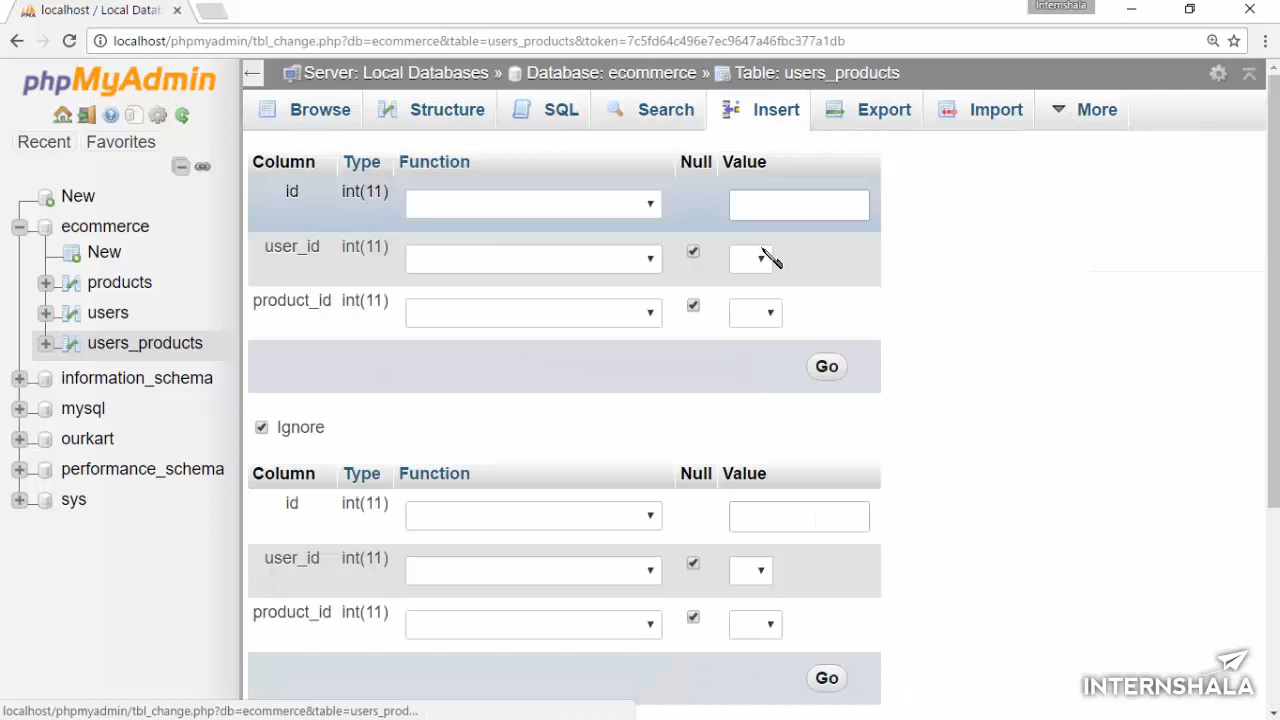 localhost / Local Datab
Internshala
localhost/phpmyadmin/tbl_change.php?db=ecommerce&table=users_products&token=7c5fd64c496e7ec9647a46fbc377a1db
phpMyAdmin
Server: Local Databases » Database: ecommerce » Table: users_products
Browse Structure SQL Search Insert Export Import More
Recent Favorites
New
ecommerce
New
products
users
users_products
information_schema
mysql
ourkart
performance_schema
sys
Column Type Function Null Value
id int(11)
user_id int(11)
product_id int(11)
Go
Ignore
Column Type Function Null Value
id int(11)
user_id int(11)
product_id int(11)
Go
INTERNSHALA
localhost/phpmyadmin/tbl_change.php?db=ecommerce&table=users_prod...